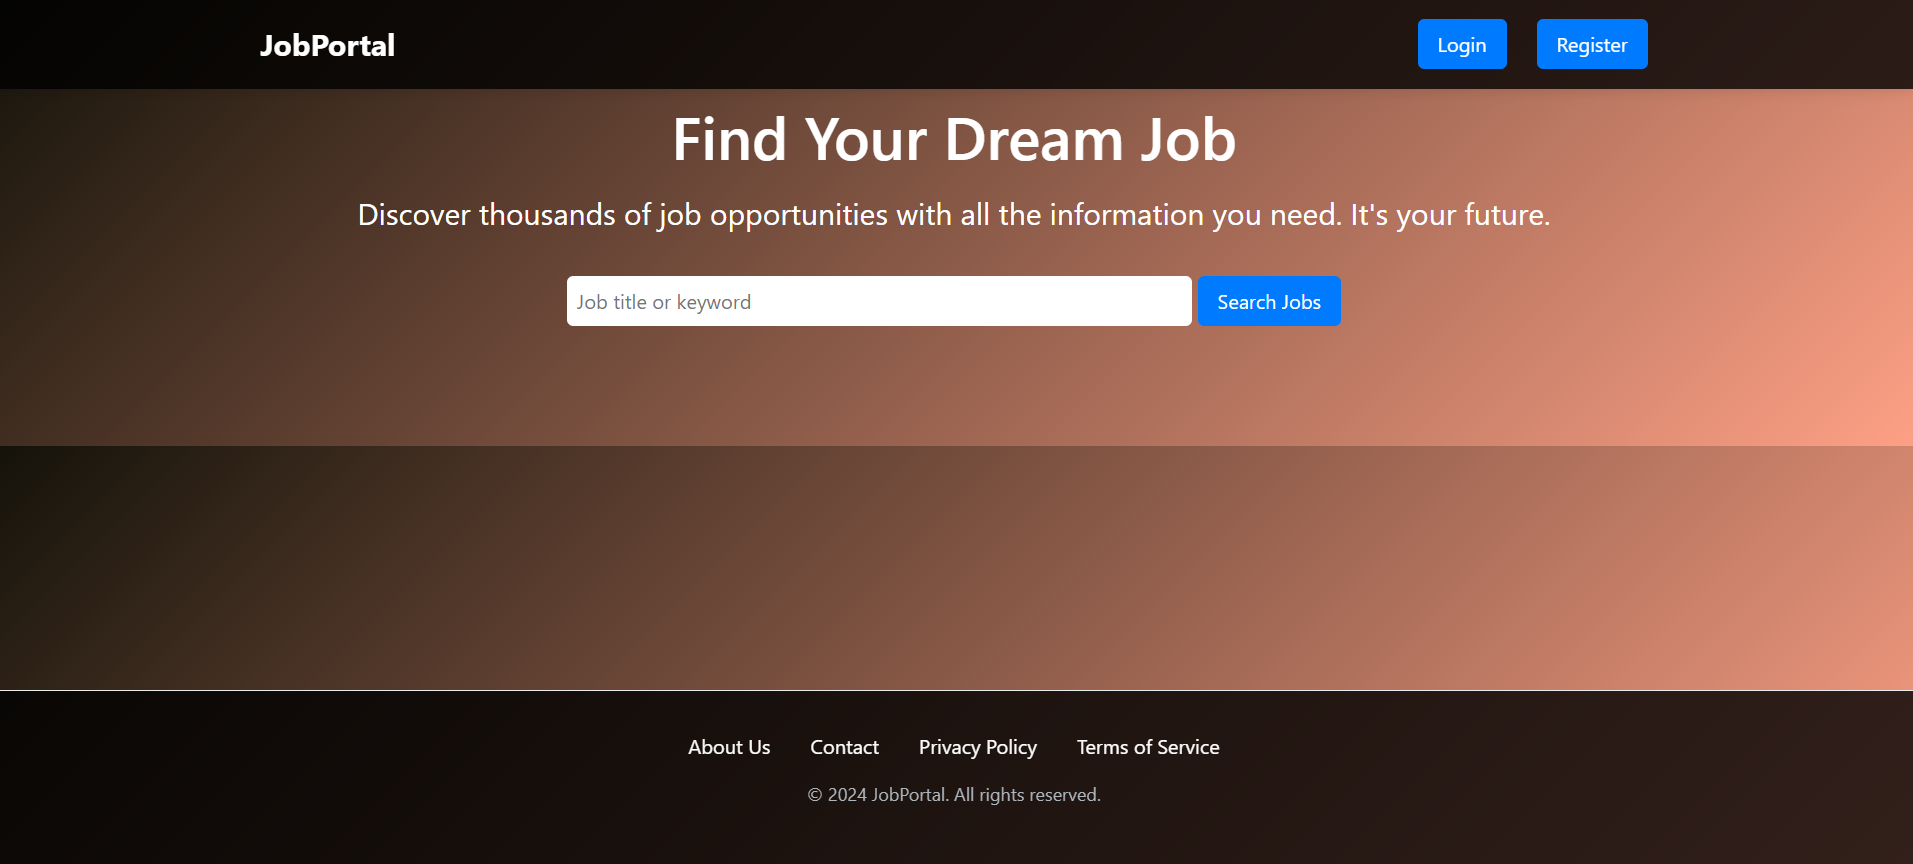 JobPortal
Login
Register
Find Your Dream Job
Discover thousands of job opportunities with all the information you need. It's your future.
Job title or keyword
Search Jobs
About Us
Contact
Privacy Policy
Terms of Service
© 2024 JobPortal. All rights reserved.